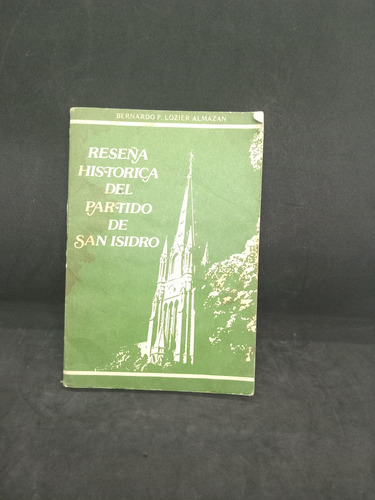 BERNARDO P. LOZIER ALMAZAN
RESEÑA
HISTORICA
DEL
PARTIDO
DE
SAN ISIDRO